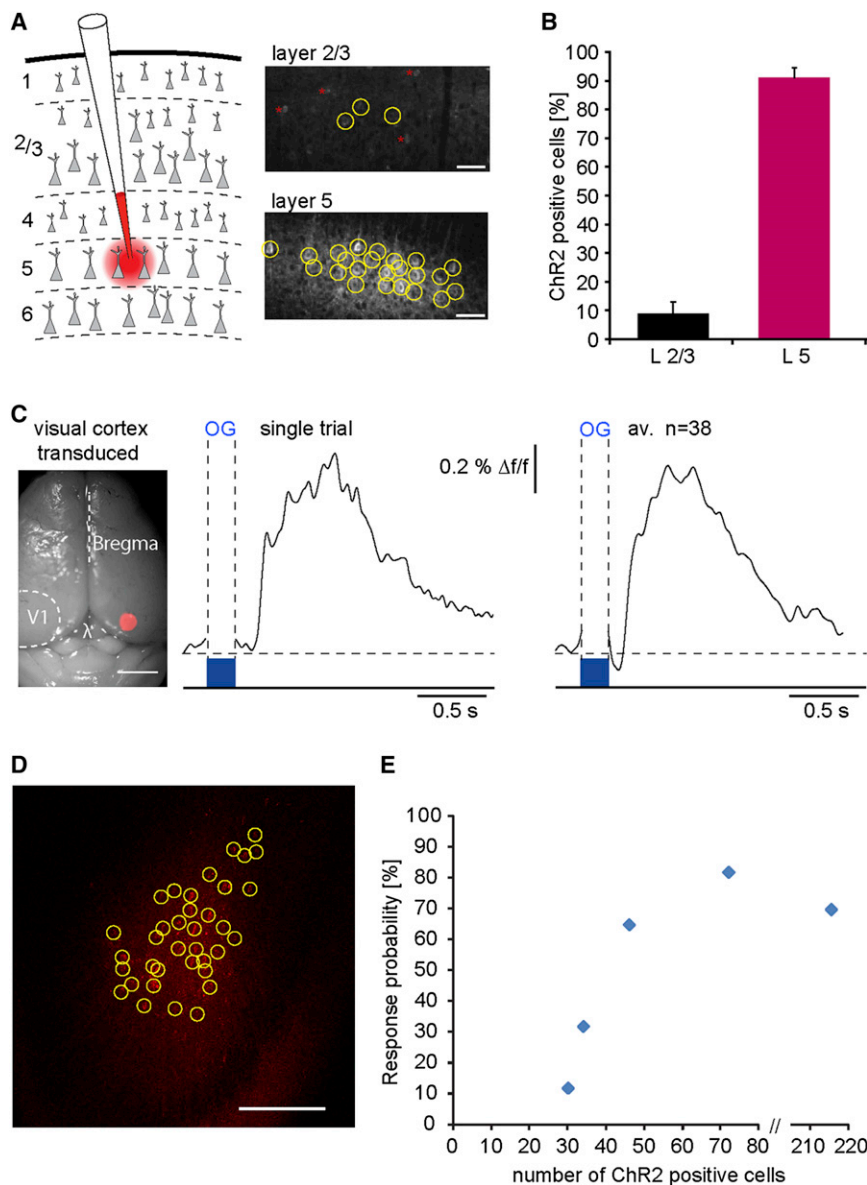 A
layer 2/3
1
2/3
4
5
6
layer 5
B
ChR2 positive cells [%]
100
90
80
70
60
50
40
30
20
10
0
L 2/3
L 5
C
visual cortex
transduced
Bregma
V1
λ
OG
single trial
0.2 % Δf/f
0.5 s
OG
av. n=38
0.5 s
D
E
Response probability [%]
100
90
80
70
60
50
40
30
20
10
0
0 10 20 30 40 50 60 70 80 // 210 220
number of ChR2 positive cells